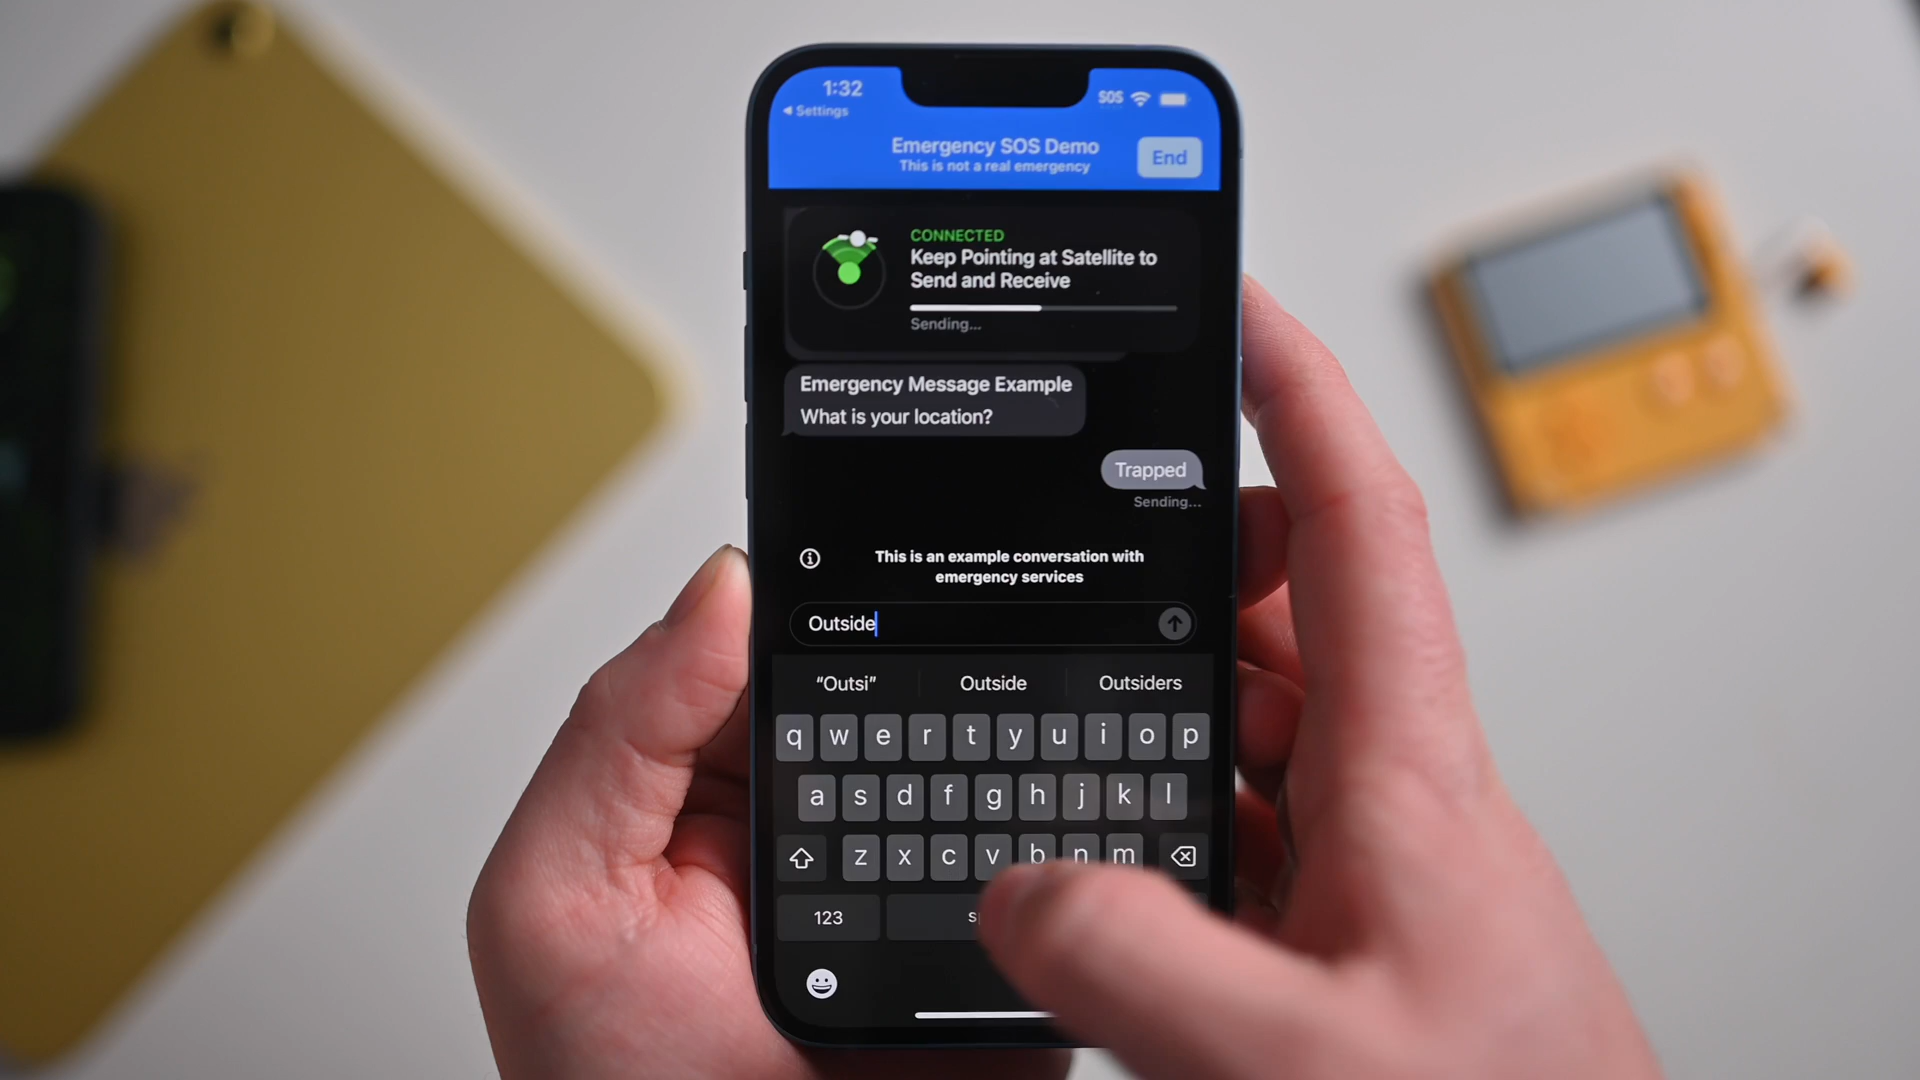 1:32
SOS
Settings
Emergency SOS Demo
This is not a real emergency
End
CONNECTED
Keep Pointing at Satellite to
Send and Receive
Sending...
Emergency Message Example
What is your location?
Trapped
Sending...
This is an example conversation with
emergency services
Outside
“Outsi” Outside Outsiders
q w e r t y u i o p
a s d f g h j k l
z x c v b n m
123